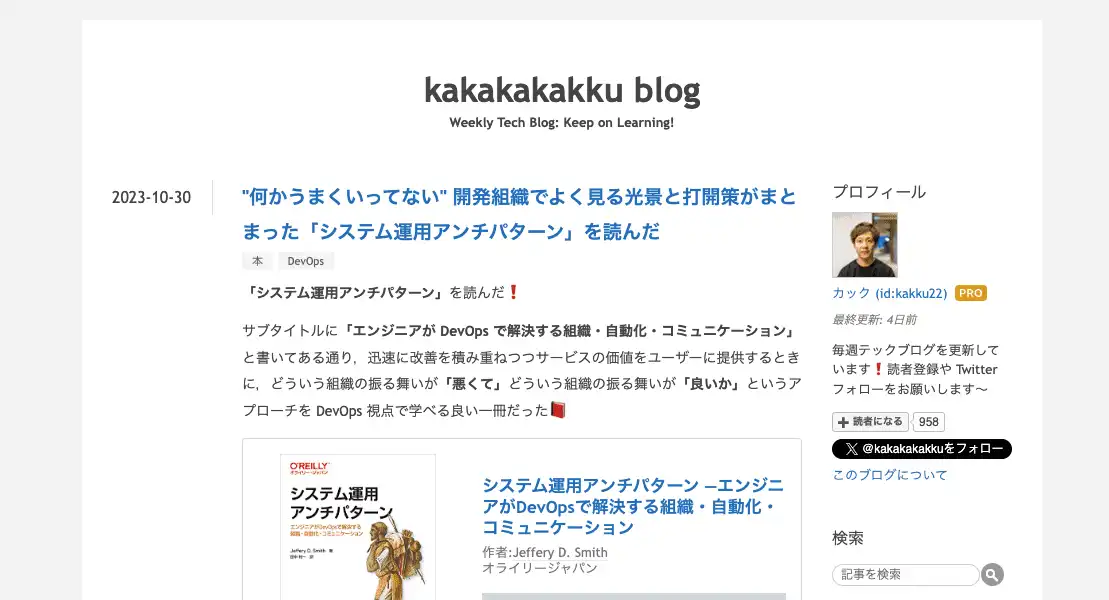 kakakakakku blog
Weekly Tech Blog: Keep on Learning!
2023-10-30
"何かうまくいってない" 開発組織でよく見る光景と打開策がまと
まった「システム運用アンチパターン」を読んだ
本 DevOps
「システム運用アンチパターン」を読んだ❗
サブタイトルに「エンジニアが DevOps で解決する組織・自動化・コミュニケーション」
と書いてある通り，迅速に改善を積み重ねつつサービスの価値をユーザーに提供するとき
に，どういう組織の振る舞いが「悪くて」どういう組織の振る舞いが「良いか」というア
プローチを DevOps 視点で学べる良い一冊だった📕
O'REILLY
オライリー・ジャパン
システム運用
アンチパターン
エンジニアがDevOpsで解決する
組織・自動化・コミュニケーション
Jeffery D. Smith 著
システム運用アンチパターン ―エンジニ
アがDevOpsで解決する組織・自動化・
コミュニケーション
作者:Jeffery D. Smith
オライリージャパン
プロフィール
カック (id:kakku22) PRO
最終更新: 4日前
毎週テックブログを更新して
います❗読者登録や Twitter
フォローをお願いします〜
読者になる 958
@kakakakakkuをフォロー
このブログについて
検索
記事を検索